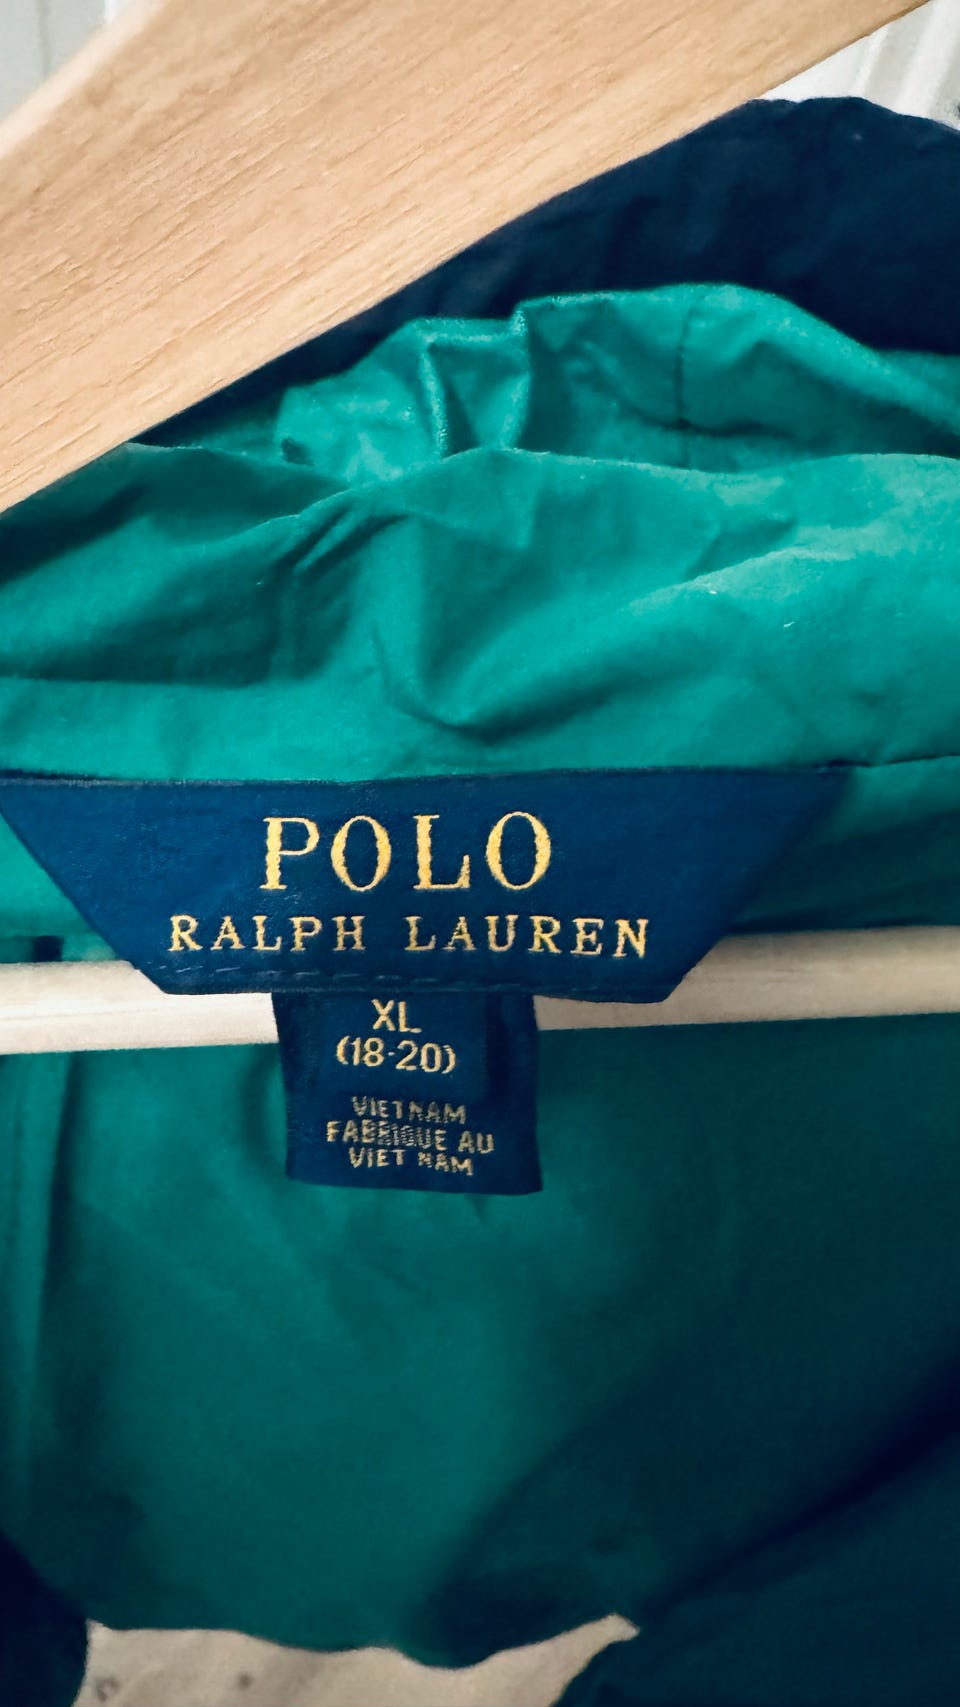 POLO
RALPH LAUREN
XL
(18-20)
VIETNAM
FABRIQUE AU
VIET NAM